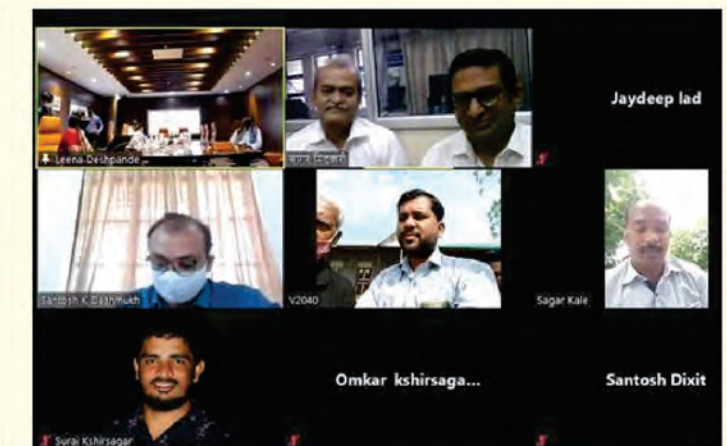 Leena-Deshpande
Jaydeep lad
Santosh K Deshmukh
V2040
Sagar Kale
Suraj Kshirsagar
Omkar kshirsaga...
Santosh Dixit